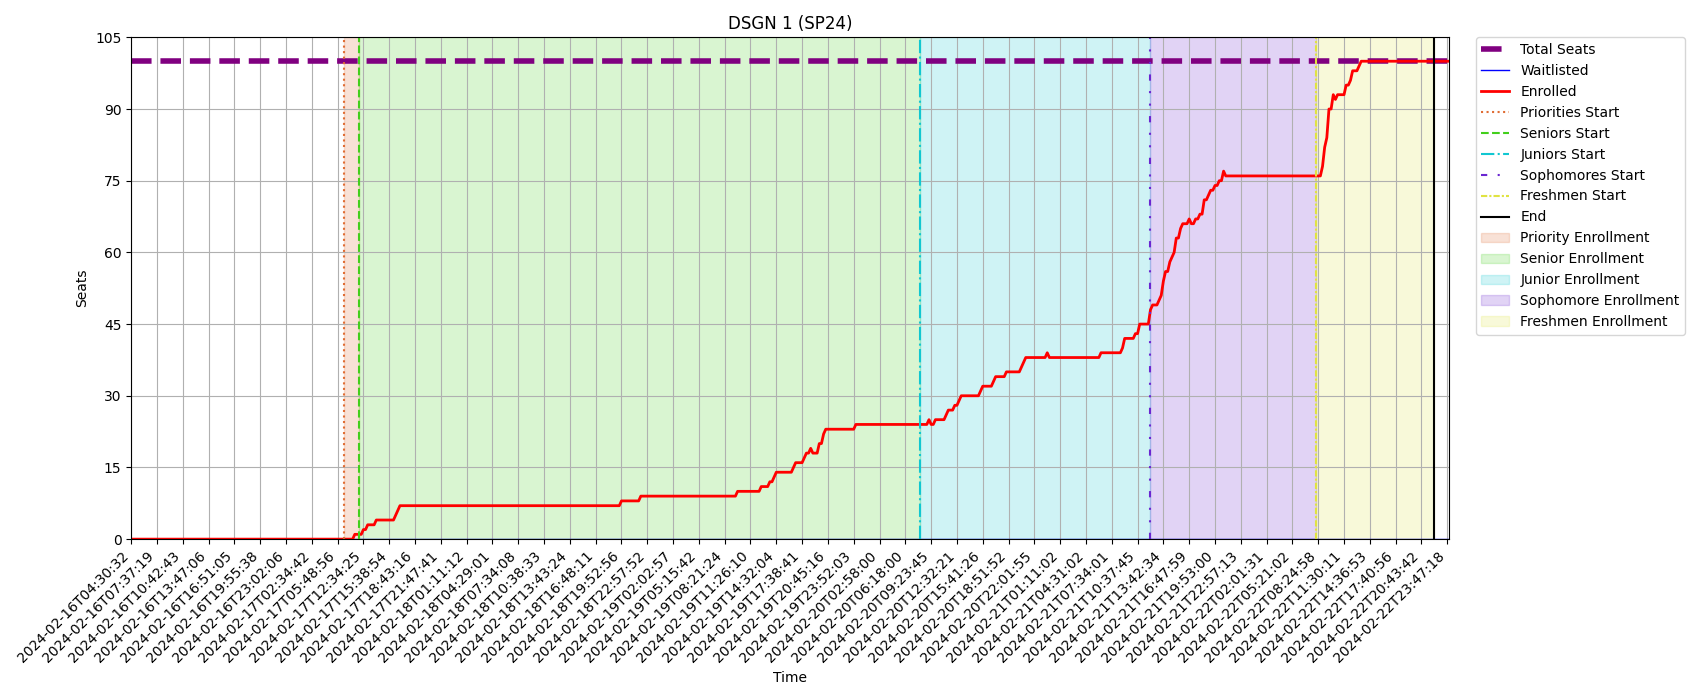 DSGN 1 (SP24)
105
90
75
60
45
30
15
0
Seats
2024-02-16T04:30:32
2024-02-16T07:37:19
2024-02-16T10:42:43
2024-02-16T13:47:06
2024-02-16T16:51:05
2024-02-16T19:55:38
2024-02-16T23:02:06
2024-02-17T02:34:42
2024-02-17T05:48:56
2024-02-17T12:34:25
2024-02-17T15:38:54
2024-02-17T18:43:16
2024-02-17T21:47:41
2024-02-18T01:11:12
2024-02-18T04:29:01
2024-02-18T07:34:08
2024-02-18T10:38:33
2024-02-18T13:43:24
2024-02-18T16:48:11
2024-02-18T19:52:56
2024-02-18T22:57:52
2024-02-19T02:02:57
2024-02-19T05:15:42
2024-02-19T08:21:24
2024-02-19T11:26:10
2024-02-19T14:32:04
2024-02-19T17:38:41
2024-02-19T20:45:16
2024-02-19T23:52:03
2024-02-20T02:58:00
2024-02-20T06:18:00
2024-02-20T09:23:45
2024-02-20T12:32:21
2024-02-20T15:41:26
2024-02-20T18:51:52
2024-02-20T22:01:55
2024-02-21T01:11:02
2024-02-21T04:31:02
2024-02-21T07:34:01
2024-02-21T10:37:45
2024-02-21T13:42:34
2024-02-21T16:47:59
2024-02-21T19:53:00
2024-02-21T22:57:13
2024-02-22T02:01:31
2024-02-22T05:21:02
2024-02-22T08:24:58
2024-02-22T11:30:11
2024-02-22T14:36:53
2024-02-22T17:40:56
2024-02-22T20:43:42
2024-02-22T23:47:18
Time
Total Seats
Waitlisted
Enrolled
Priorities Start
Seniors Start
Juniors Start
Sophomores Start
Freshmen Start
End
Priority Enrollment
Senior Enrollment
Junior Enrollment
Sophomore Enrollment
Freshmen Enrollment